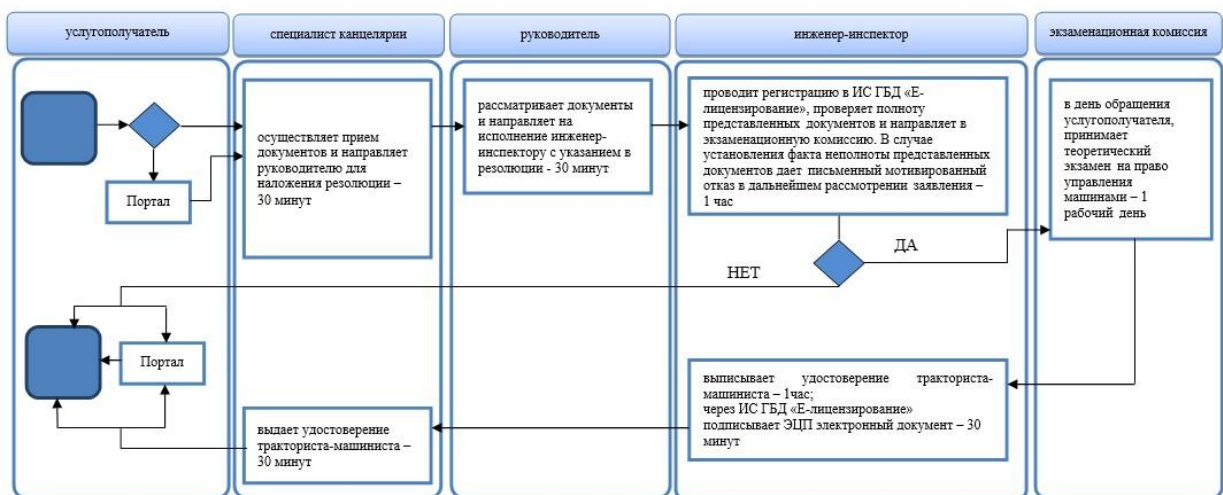 услугополучатель
специалист канцелярии
руководитель
инженер-инспектор
экзаменационная комиссия
Портал
осуществляет прием
документов и направляет
руководителю для
наложения резолюции –
30 минут
рассматривает документы
и направляет на
исполнение инженер-
инспектору с указанием в
резолюции - 30 минут
проводит регистрацию в ИС ГБД «Е-
лицензирование», проверяет полноту
представленных документов и направляет в
экзаменационную комиссию. В случае
установления факта неполноты представленных
документов дает письменный мотивированный
отказ в дальнейшем рассмотрении заявления –
1 час
в день обращения
услугополучателя,
принимает
теоретический
экзамен на право
управления
машинами – 1
рабочий день
ДА
НЕТ
Портал
выдает удостоверение
тракториста-машиниста –
30 минут
выписывает удостоверение тракториста-
машиниста – 1час;
через ИС ГБД «Е-лицензирование»
подписывает ЭЦП электронный документ – 30
минут